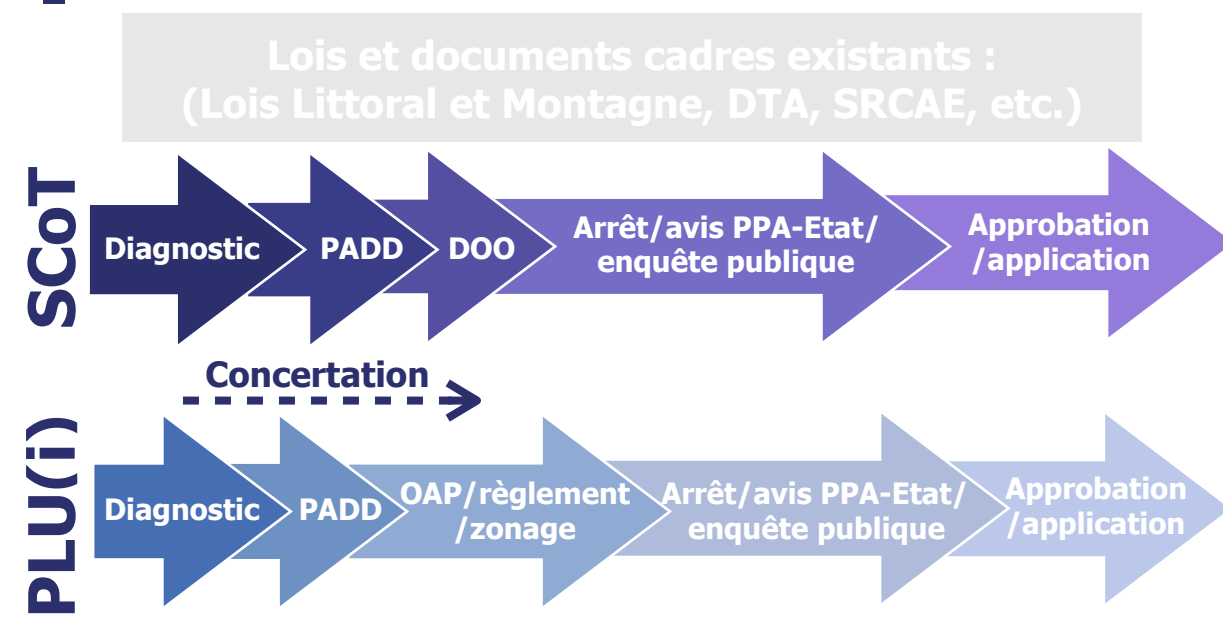 Lois et documents cadres existants :
(Lois Littoral et Montagne, DTA, SRCAE, etc.)
SCoT
Diagnostic
PADD
DOO
Arrêt/avis PPA-Etat/
enquête publique
Approbation
/application
Concertation
PLU(i)
Diagnostic
PADD
OAP/règlement
/zonage
Arrêt/avis PPA-Etat/
enquête publique
Approbation
/application